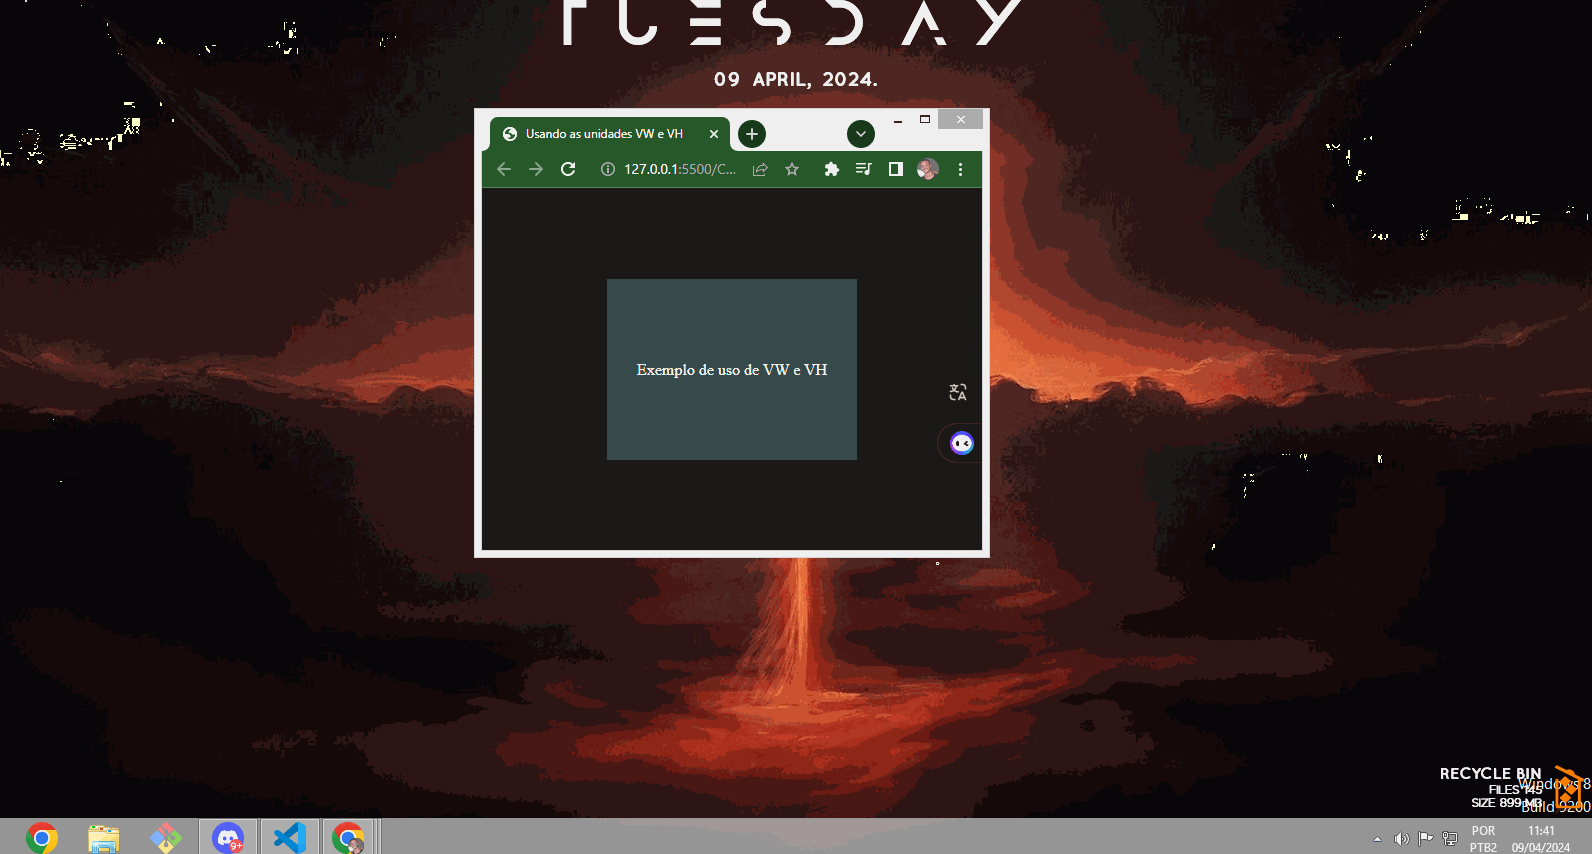 TUESDAY
09 APRIL, 2024.
Usando as unidades VW e VH
127.0.0.1:5500/C...
Exemplo de uso de VW e VH
RECYCLE BIN
Windows 8
FILES 145
SIZE 899 MB
Build 9200
9+
POR
PTB2
11:41
09/04/2024